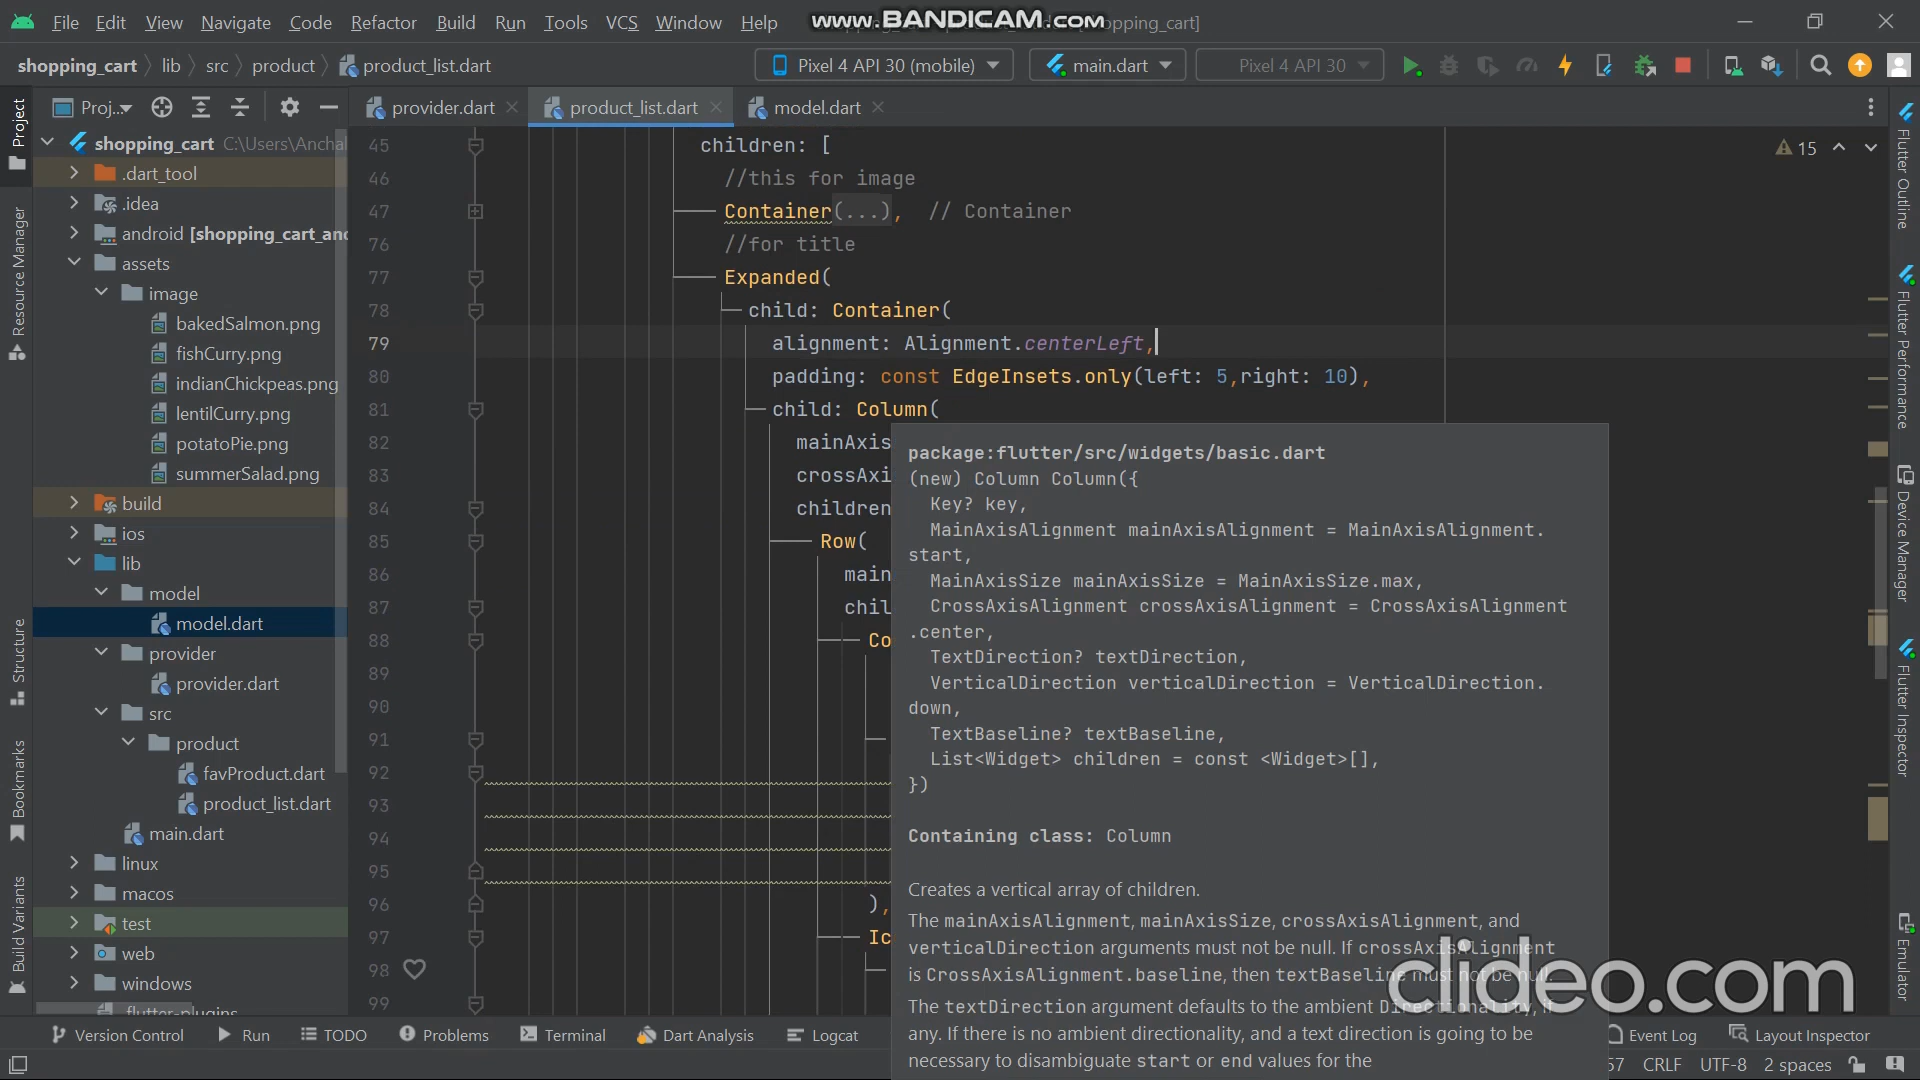 File Edit View Navigate Code Refactor Build Run Tools VCS Window Help
www.BANDICAM.com
shopping_cart]
shopping_cart lib src product product_list.dart
Pixel 4 API 30 (mobile) main.dart Pixel 4 API 30
Proj... provider.dart product_list.dart model.dart
Project
Resource Manager
Structure
Bookmarks
Build Variants
shopping_cart C:\Users\Anchal
.dart_tool
.idea
android [shopping_cart_and
assets
image
bakedSalmon.png
fishCurry.png
indianChickpeas.png
lentilCurry.png
potatoPie.png
summerSalad.png
build
ios
lib
model
model.dart
provider
provider.dart
src
product
favProduct.dart
product_list.dart
main.dart
linux
macos
test
web
windows
.flutter-plugins
15
45 children: [
46 //this for image
47 Container(...), // Container
76 //for title
77 Expanded(
78 child: Container(
79 alignment: Alignment.centerLeft,
80 padding: const EdgeInsets.only(left: 5,right: 10),
81 child: Column(
82 mainAxis
83 crossAxi
84 children
85 Row(
86 main
87 chil
88 Co
89
90
91
92
93
94
95
96 ),
97 Ic
98
99
package:flutter/src/widgets/basic.dart
(new) Column Column({
Key? key,
MainAxisAlignment mainAxisAlignment = MainAxisAlignment.
start,
MainAxisSize mainAxisSize = MainAxisSize.max,
CrossAxisAlignment crossAxisAlignment = CrossAxisAlignment
.center,
TextDirection? textDirection,
VerticalDirection verticalDirection = VerticalDirection.
down,
TextBaseline? textBaseline,
List<Widget> children = const <Widget>[],
})
Containing class: Column
Creates a vertical array of children.
The mainAxisAlignment, mainAxisSize, crossAxisAlignment, and
verticalDirection arguments must not be null. If crossAxisAlignment
is CrossAxisAlignment.baseline, then textBaseline must not be null.
The textDirection argument defaults to the ambient Directionality, if
any. If there is no ambient directionality, and a text direction is going to be
necessary to disambiguate start or end values for the
clideo.com
Flutter Outline
Flutter Performance
Device Manager
Flutter Inspector
Emulator
Version Control Run TODO Problems Terminal Dart Analysis Logcat Event Log Layout Inspector
57 CRLF UTF-8 2 spaces